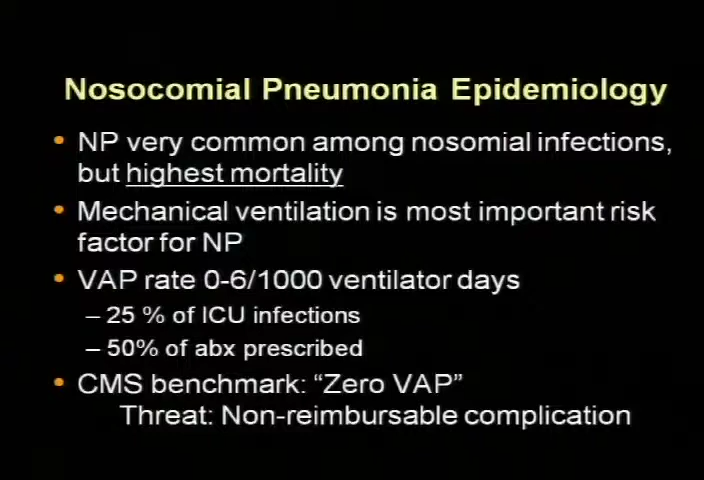 Nosocomial Pneumonia Epidemiology
• NP very common among nosomial infections,
but highest mortality
• Mechanical ventilation is most important risk
factor for NP
• VAP rate 0-6/1000 ventilator days
– 25 % of ICU infections
– 50% of abx prescribed
• CMS benchmark: “Zero VAP”
Threat: Non-reimbursable complication